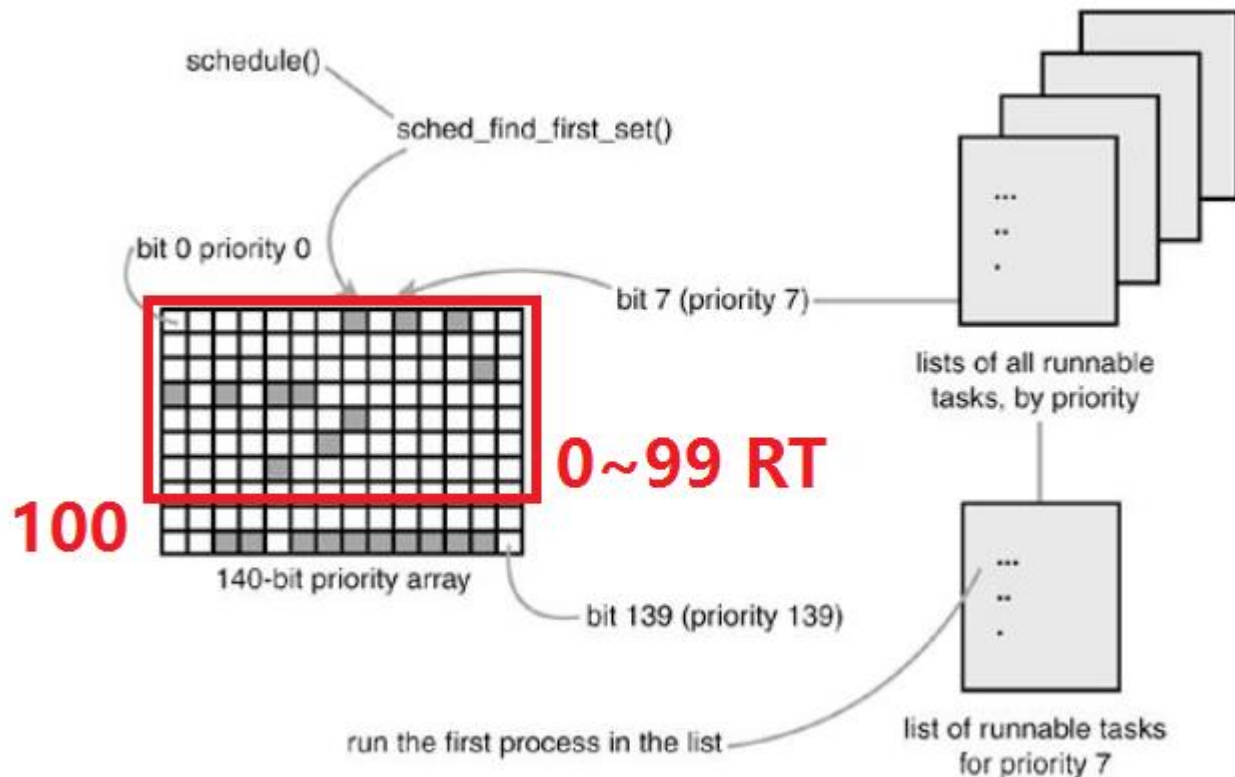 schedule()
sched_find_first_set()
bit 0 priority 0
bit 7 (priority 7)
lists of all runnable
tasks, by priority
0~99 RT
100
140-bit priority array
bit 139 (priority 139)
run the first process in the list
list of runnable tasks
for priority 7